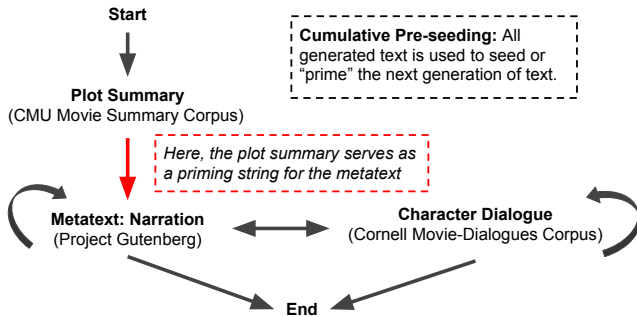 Start
Cumulative Pre-seeding: All
generated text is used to seed or
“prime” the next generation of text.
Plot Summary
(CMU Movie Summary Corpus)
Here, the plot summary serves as
a priming string for the metatext
Metatext: Narration
(Project Gutenberg)
Character Dialogue
(Cornell Movie-Dialogues Corpus)
End